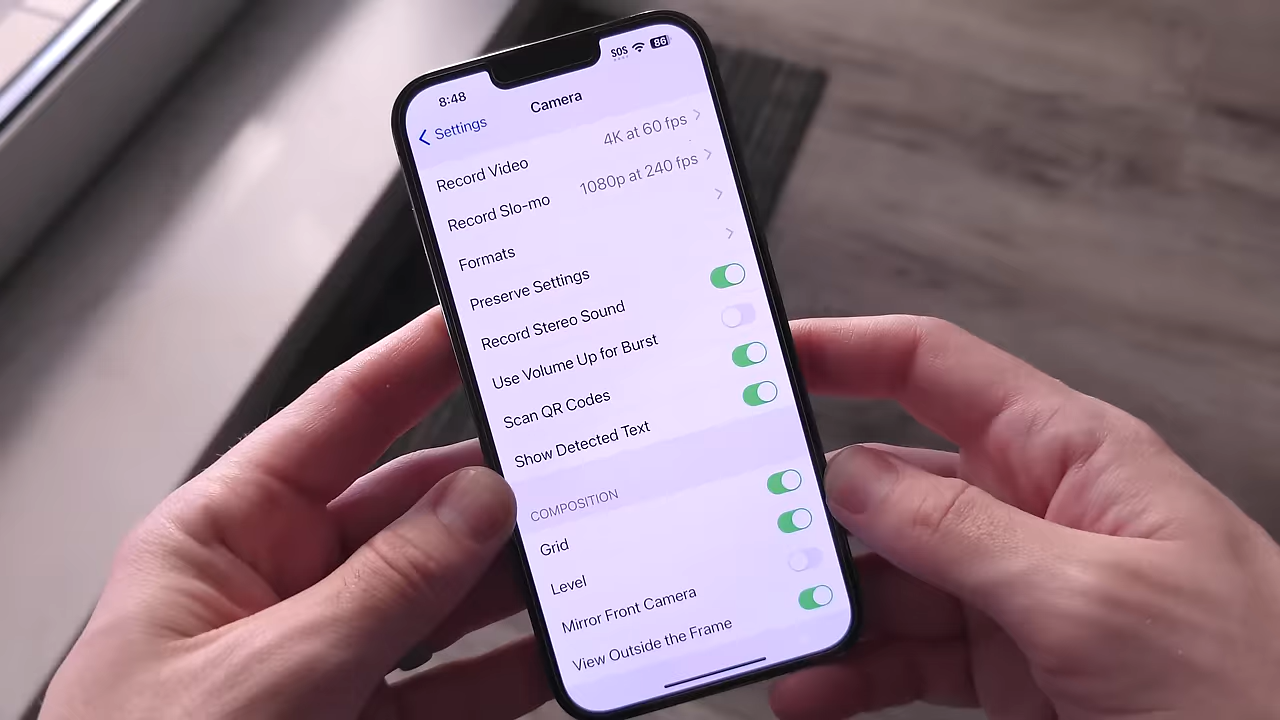 8:48 SOS 86
Settings Camera
Record Video 4K at 60 fps
Record Slo-mo 1080p at 240 fps
Formats
Preserve Settings
Record Stereo Sound
Use Volume Up for Burst
Scan QR Codes
Show Detected Text
COMPOSITION
Grid
Level
Mirror Front Camera
View Outside the Frame